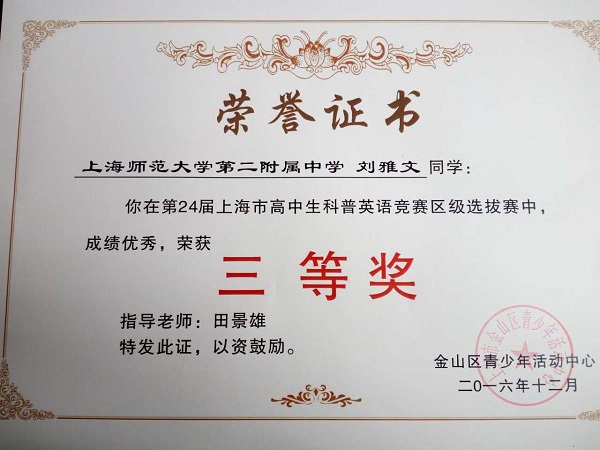 荣誉证书
上海师范大学第二附属中学 刘雅文同学：
你在第24届上海市高中生科普英语竞赛区级选拔赛中，
成绩优秀，荣获
三等奖
指导老师：田景雄
特发此证，以资鼓励。
金山区青少年活动中心
二〇一六年十二月